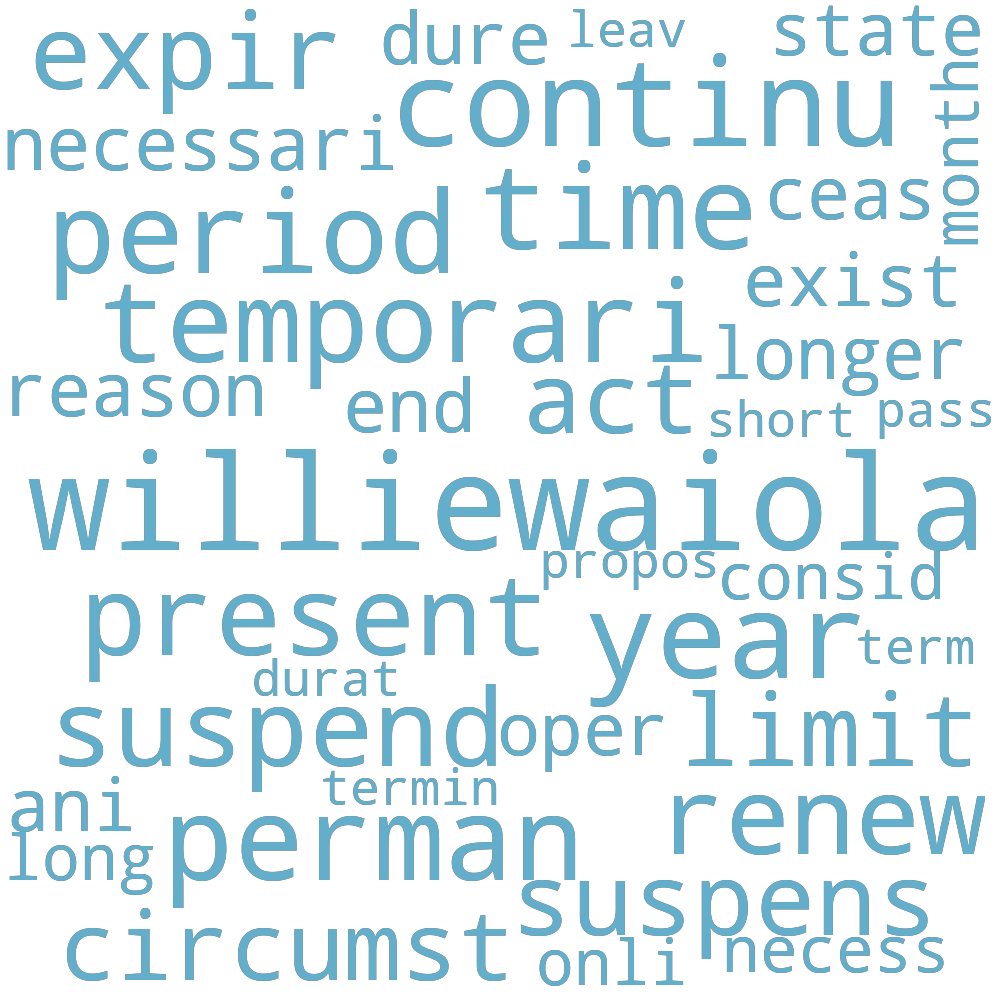 expir dure leav state
continu monthe
necessari
period time ceas
exist
temporari longer
reason end act short pass
williewaiola
propos consid
present year term
durat
suspend oper limit
termin
ani perman renew
long
suspens
circumst onli necess